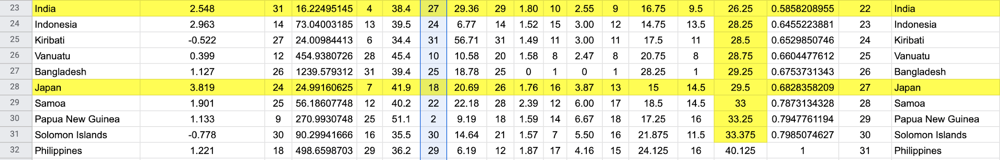 23 India 2.548 31 16.22495145 4 38.4 27 29.36 29 1.80 10 2.55 9 16.75 9.5 26.25 0.5858208955 22 India
24 Indonesia 2.963 14 73.04003185 13 39.5 24 6.77 14 1.52 15 3.00 12 14.75 13.5 28.25 0.6455223881 23 Indonesia
25 Kiribati -0.522 27 24.00984413 6 34.4 31 56.71 31 1.49 11 3.00 11 17.5 11 28.5 0.6529850746 24 Kiribati
26 Vanuatu 0.399 12 454.9380726 28 45.4 10 10.58 20 1.58 8 2.47 8 20.75 8 28.75 0.6604477612 25 Vanuatu
27 Bangladesh 1.127 26 1239.579312 31 39.4 25 18.78 25 0 1 0 1 28.25 1 29.25 0.6753731343 26 Bangladesh
28 Japan 3.819 24 24.99160625 7 41.9 18 20.69 26 1.76 16 3.87 13 15 14.5 29.5 0.6828358209 27 Japan
29 Samoa 1.901 25 56.18607748 12 40.2 22 22.18 28 2.39 12 6.00 17 18.5 14.5 33 0.7873134328 28 Samoa
30 Papua New Guinea 1.133 9 270.9930748 25 51.1 2 9.19 18 1.59 14 6.67 18 17.25 16 33.25 0.7947761194 29 Papua New Guinea
31 Solomon Islands -0.778 30 90.29941666 16 35.5 30 14.64 21 1.57 7 5.50 16 21.875 11.5 33.375 0.7985074627 30 Solomon Islands
32 Philippines 1.221 18 498.6598703 29 36.2 29 6.19 12 1.87 17 4.16 15 24.125 16 40.125 1 31 Philippines